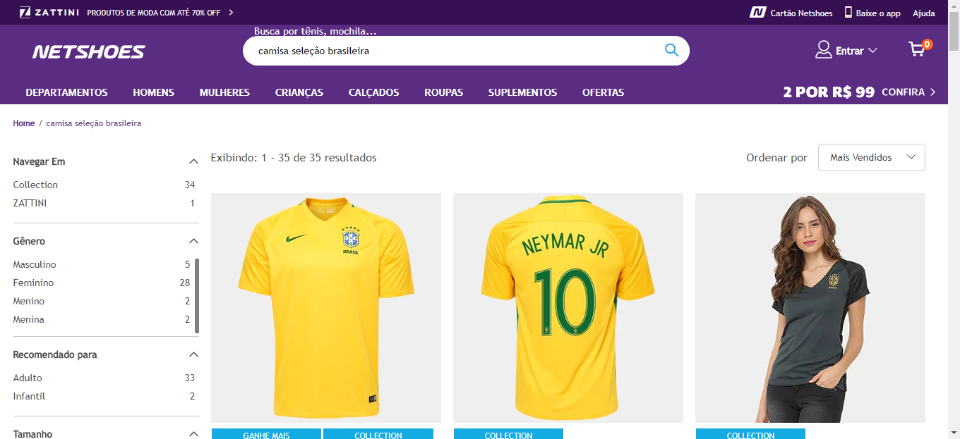 ZATTINI PRODUTOS DE MODA COM ATÉ 70% OFF
Cartão Netshoes Baixe o app Ajuda
NETSHOES
Busca por tênis, mochila...
camisa seleção brasileira
Entrar
0
DEPARTAMENTOS HOMENS MULHERES CRIANÇAS CALÇADOS ROUPAS SUPLEMENTOS OFERTAS
2 POR R$ 99 CONFIRA
Home / camisa seleção brasileira
Navegar Em
Collection 34
ZATTINI 1
Gênero
Masculino 5
Feminino 28
Menino 2
Menina 2
Recomendado para
Adulto 33
Infantil 2
Tamanho
Exibindo: 1 - 35 de 35 resultados
Ordenar por Mais Vendidos
BRASIL
NEYMAR JR
10
GANHE MAIS COLLECTION
COLLECTION
COLLECTION